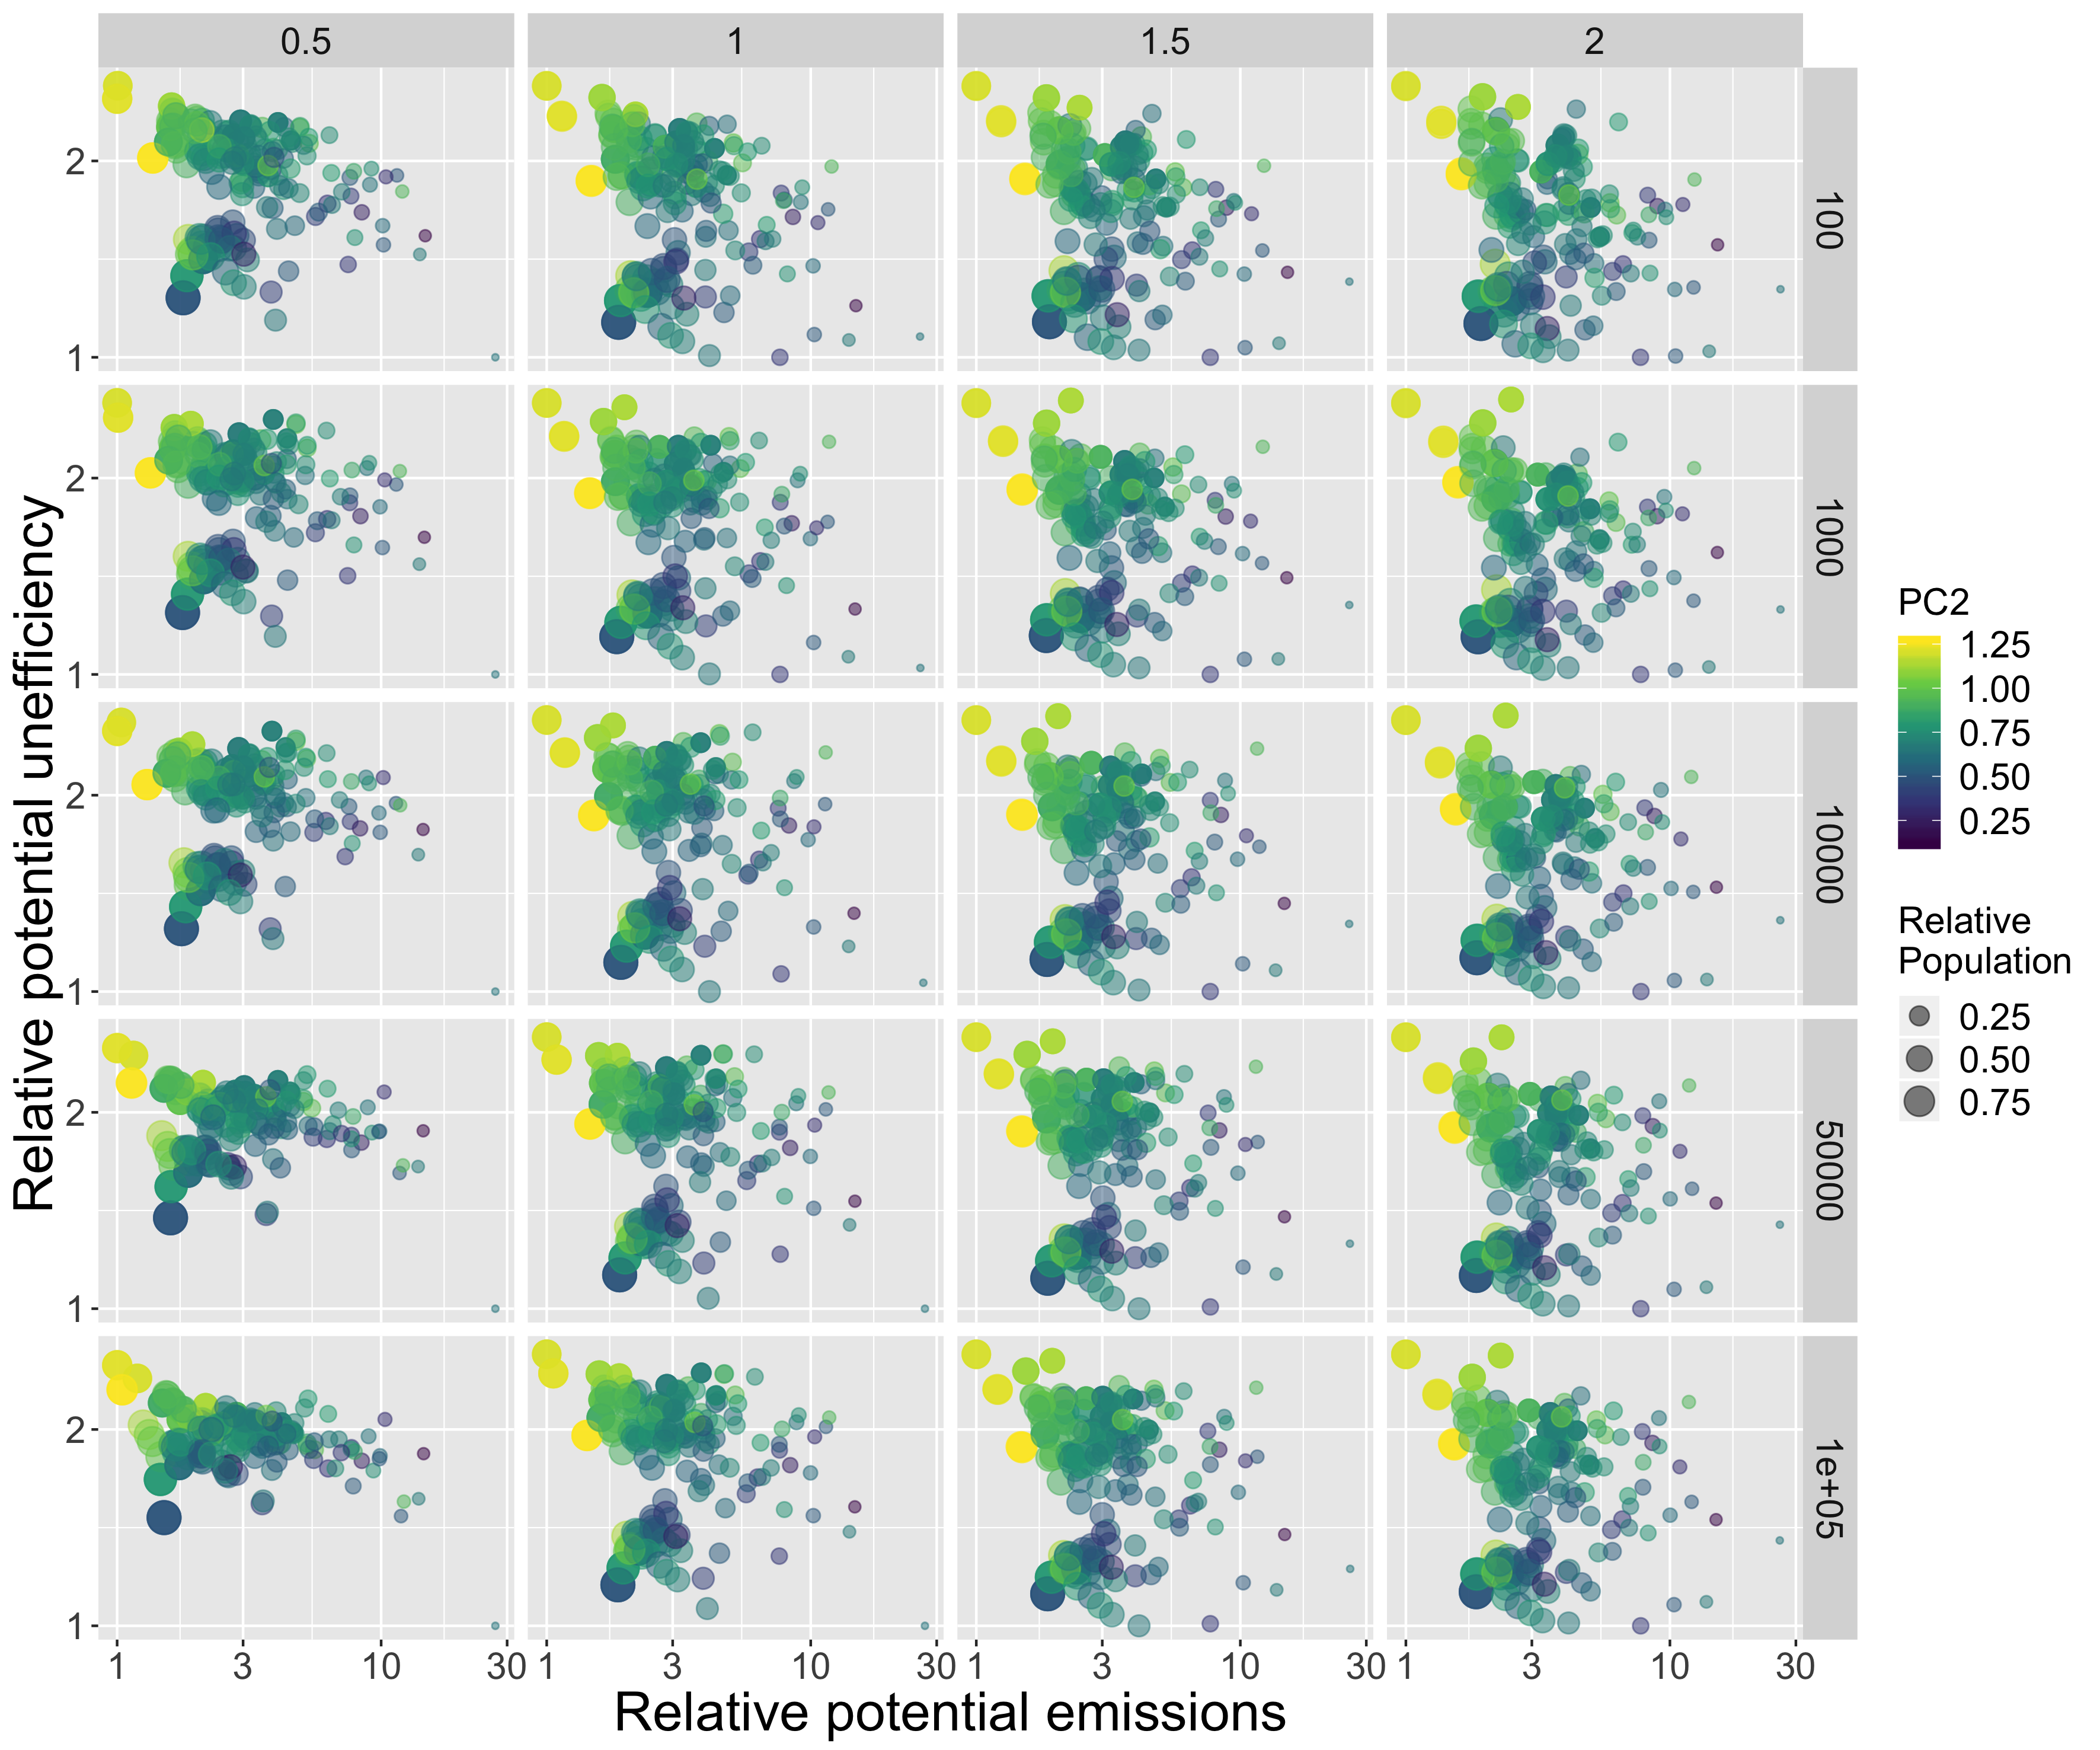 0.5 1 1.5 2
2
1
100
2
1
1000
2
1
10000
2
1
50000
2
1
1e+05
1 3 10 30 1 3 10 30 1 3 10 30 1 3 10 30
Relative potential emissions
Relative potential unefficiency
PC2
1.25
1.00
0.75
0.50
0.25
Relative
Population
0.25
0.50
0.75